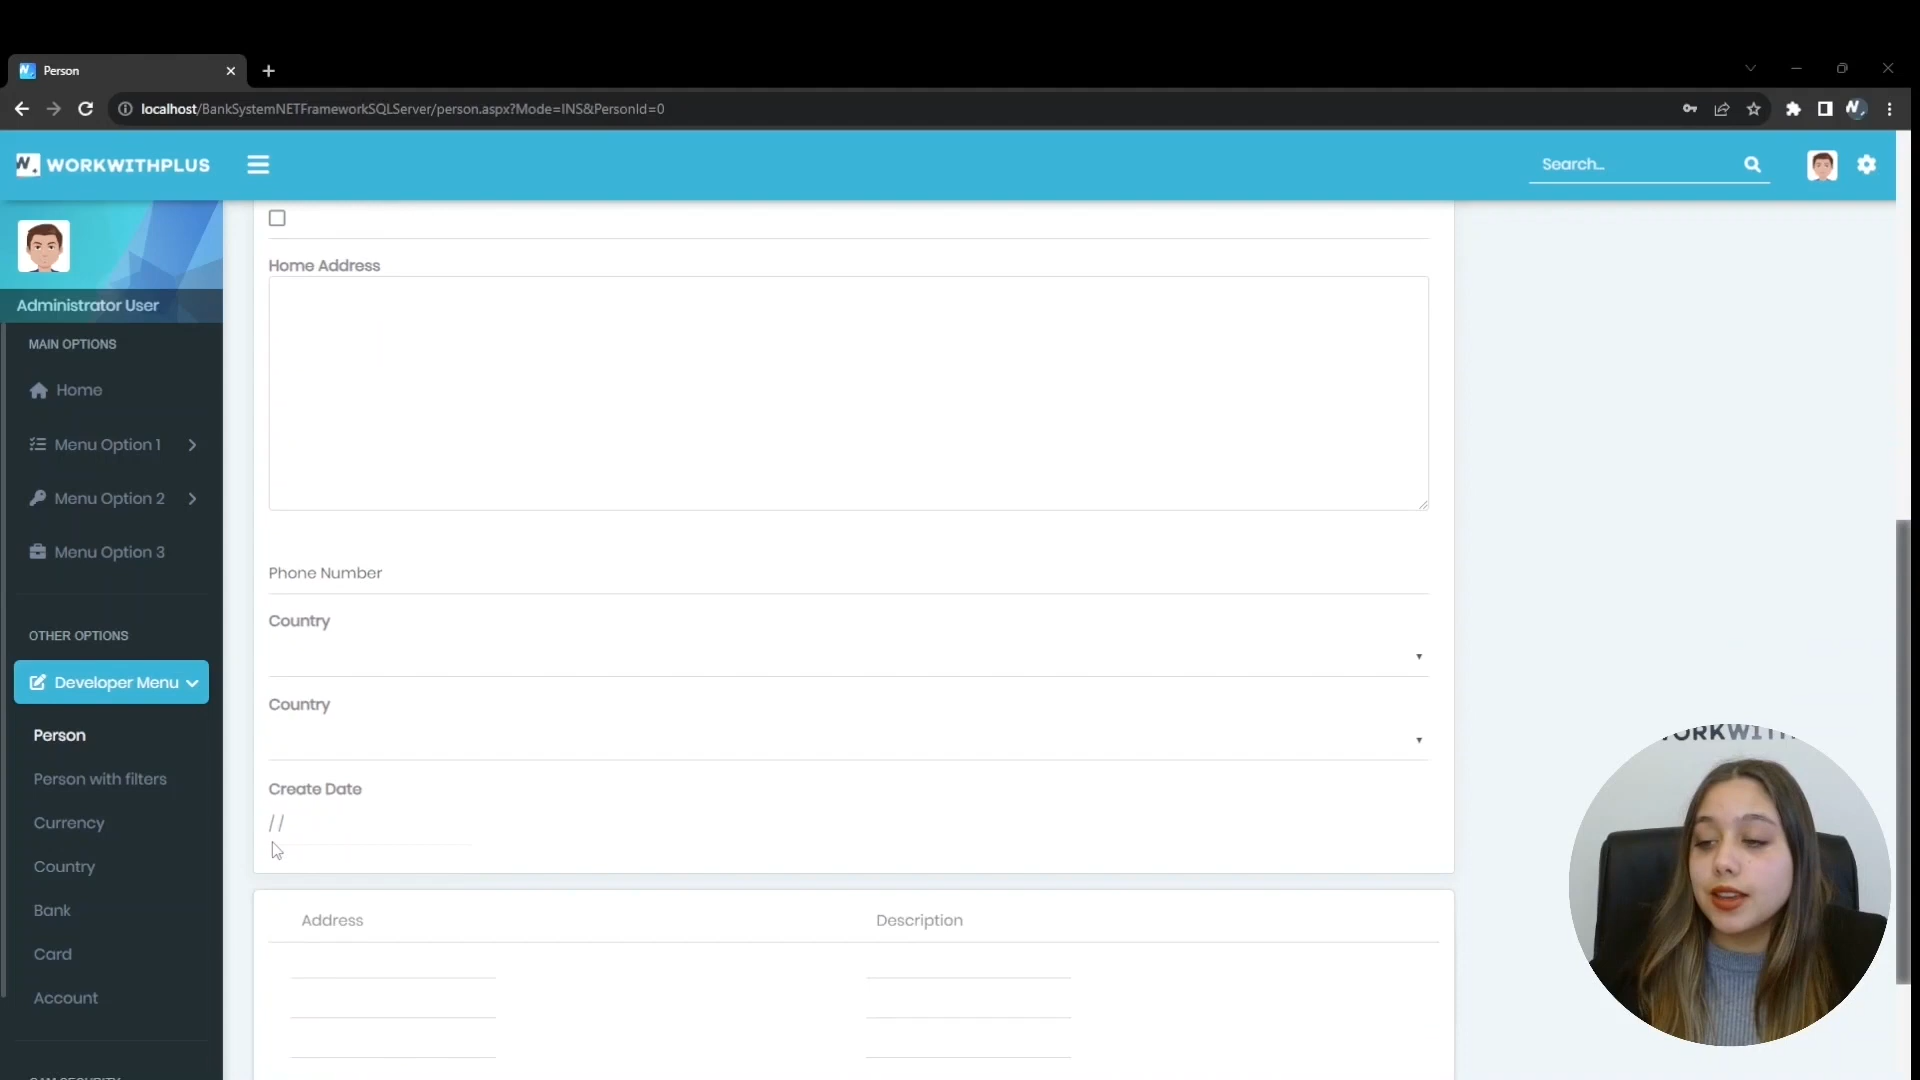 Person
localhost/BankSystemNETFrameworkSQLServer/person.aspx?Mode=INS&PersonId=0
WORKWITHPLUS
Search...
Administrator User
MAIN OPTIONS
Home
Menu Option 1
Menu Option 2
Menu Option 3
OTHER OPTIONS
Developer Menu
Person
Person with filters
Currency
Country
Bank
Card
Account
Home Address
Phone Number
Country
Country
Create Date
/ /
Address
Description